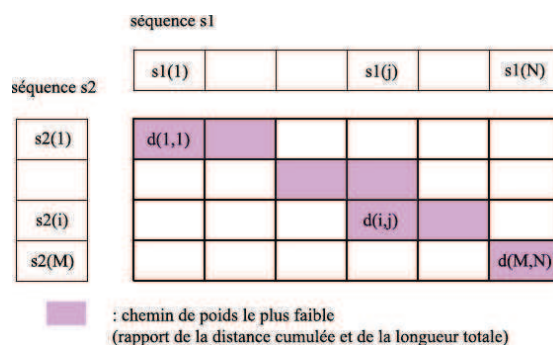 séquence s1
s1(1) s1(j) s1(N)
séquence s2
s2(1) d(1,1)
s2(i) d(i,j)
s2(M) d(M,N)
: chemin de poids le plus faible
(rapport de la distance cumulée et de la longueur totale)